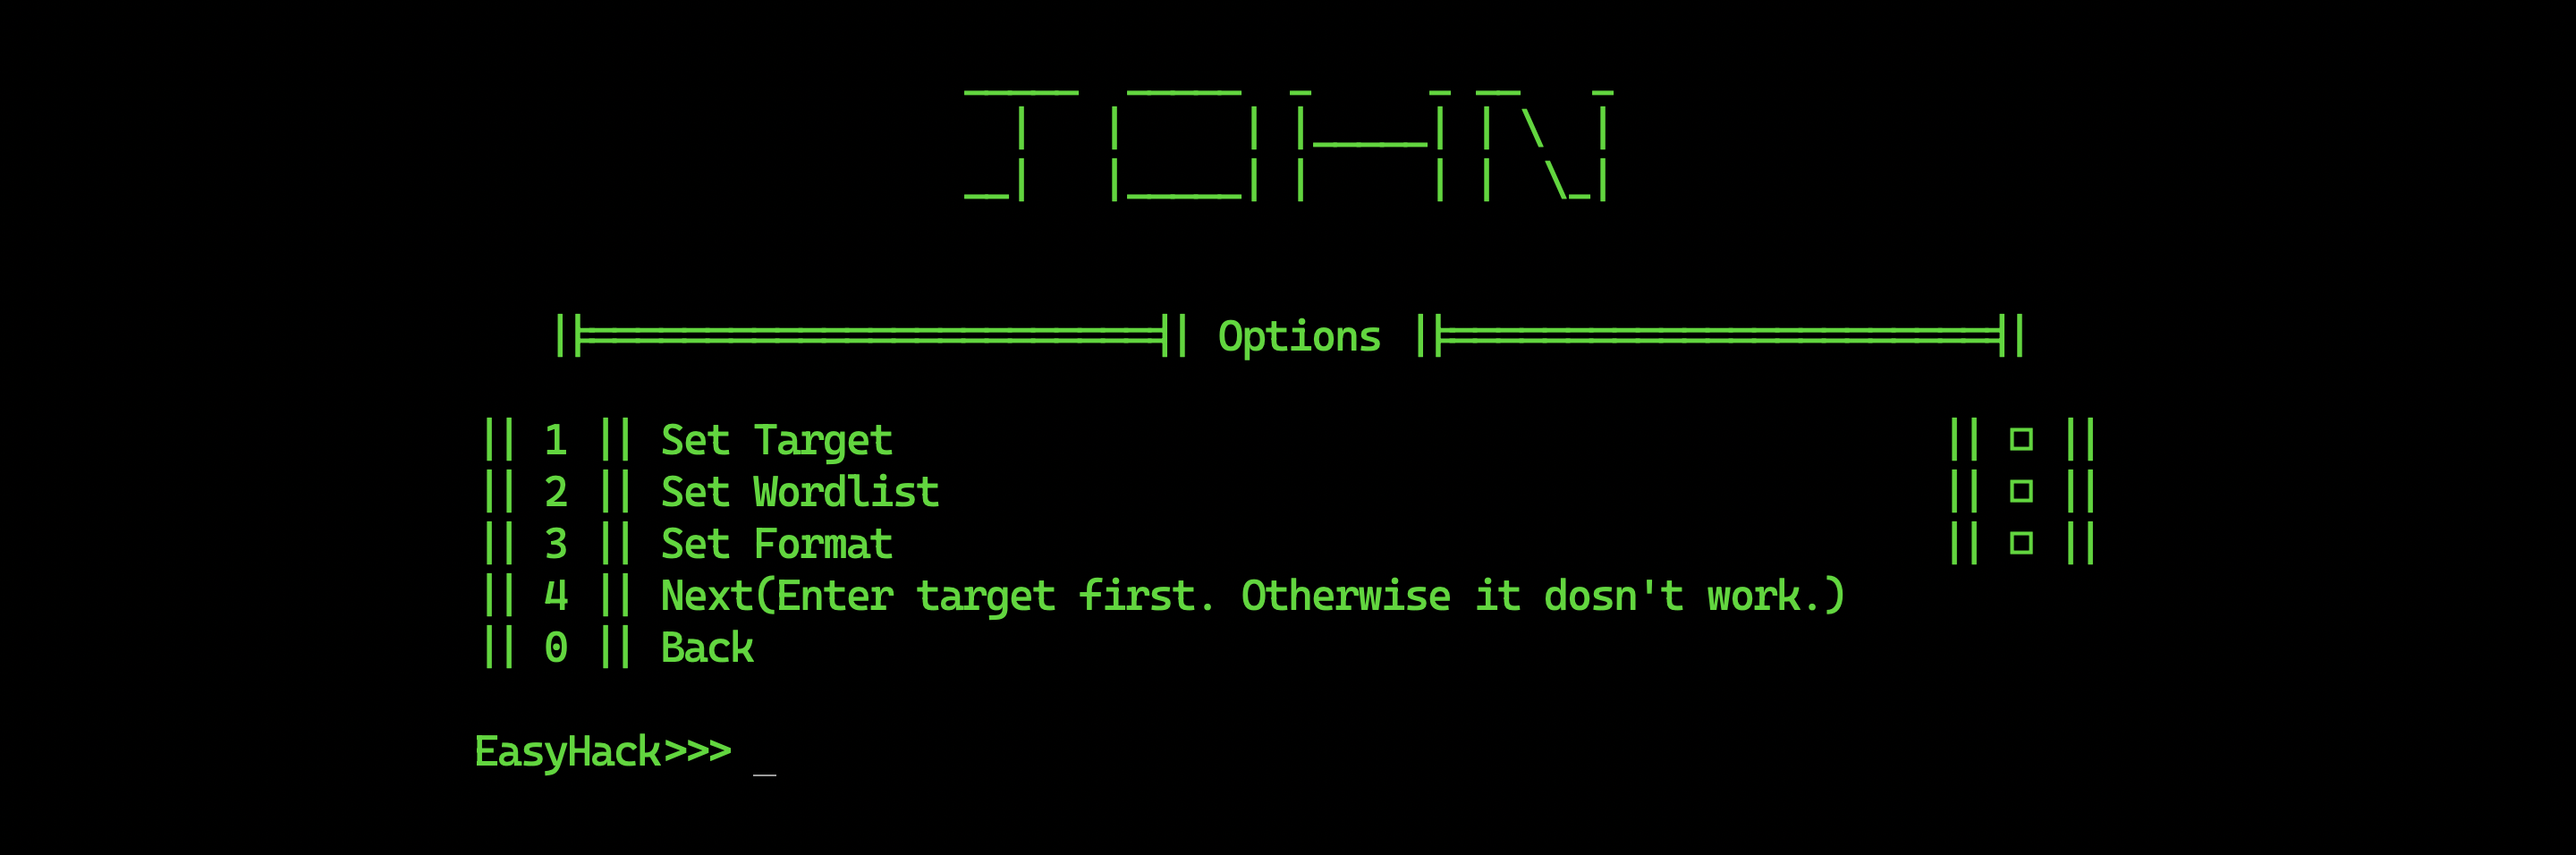 JOHN
||=========================|| Options ||========================||
|| 1 || Set Target || □ ||
|| 2 || Set Wordlist || □ ||
|| 3 || Set Format || □ ||
|| 4 || Next(Enter target first. Otherwise it dosn't work.)
|| 0 || Back
EasyHack>>> _